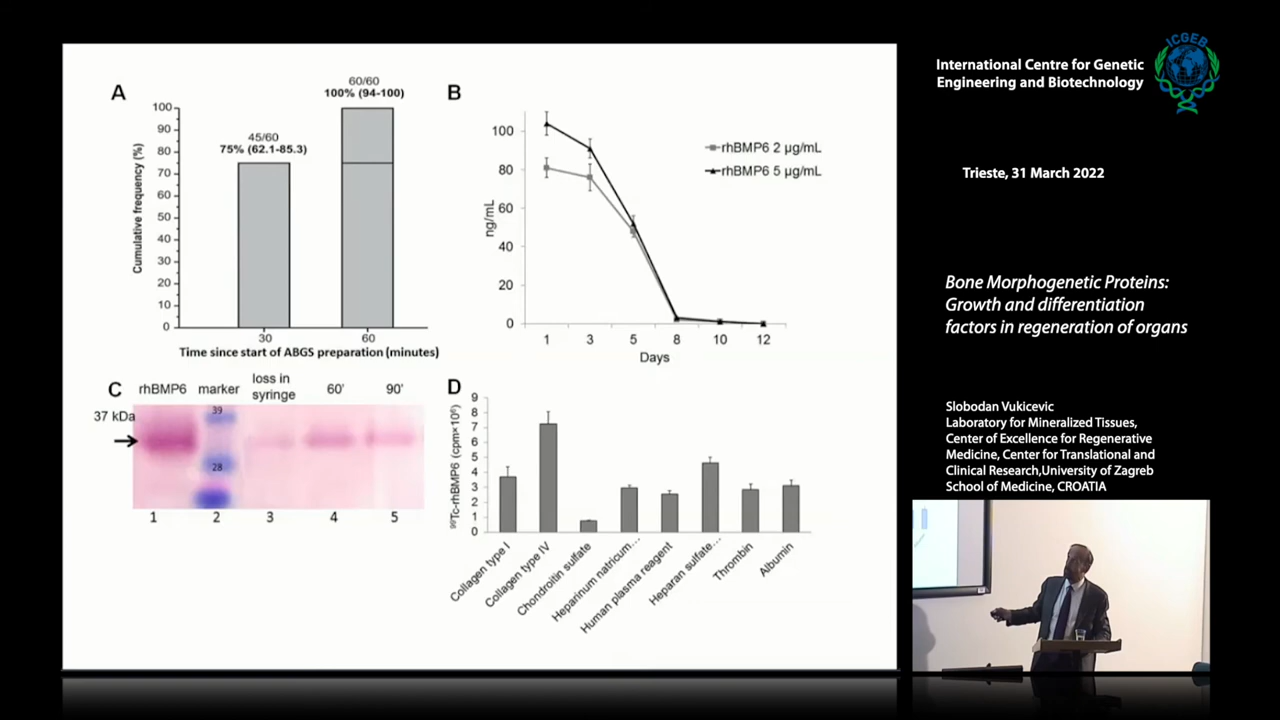 A
60/60
100% (94-100)
45/60
75% (62.1-85.3)
Cumulative frequency (%)
100
90
80
70
60
50
40
30
20
10
0
30
60
Time since start of ABGS preparation (minutes)
B
ng/mL
100
80
60
40
20
0
rhBMP6 2 µg/mL
rhBMP6 5 µg/mL
1 3 5 8 10 12
Days
C
rhBMP6 marker loss in syringe 60' 90'
37 kDa
39
28
1 2 3 4 5
D
⁹⁹Tc-rhBMP6 (cpm×10⁶)
9
8
7
6
5
4
3
2
1
0
Collagen type I
Collagen type IV
Chondroitin sulfate
Heparinum natricum...
Human plasma reagent
Heparan sulfate...
Thrombin
Albumin
International Centre for Genetic
Engineering and Biotechnology
ICGEB
Trieste, 31 March 2022
Bone Morphogenetic Proteins:
Growth and differentiation
factors in regeneration of organs
Slobodan Vukicevic
Laboratory for Mineralized Tissues,
Center of Excellence for Regenerative
Medicine, Center for Translational and
Clinical Research,University of Zagreb
School of Medicine, CROATIA